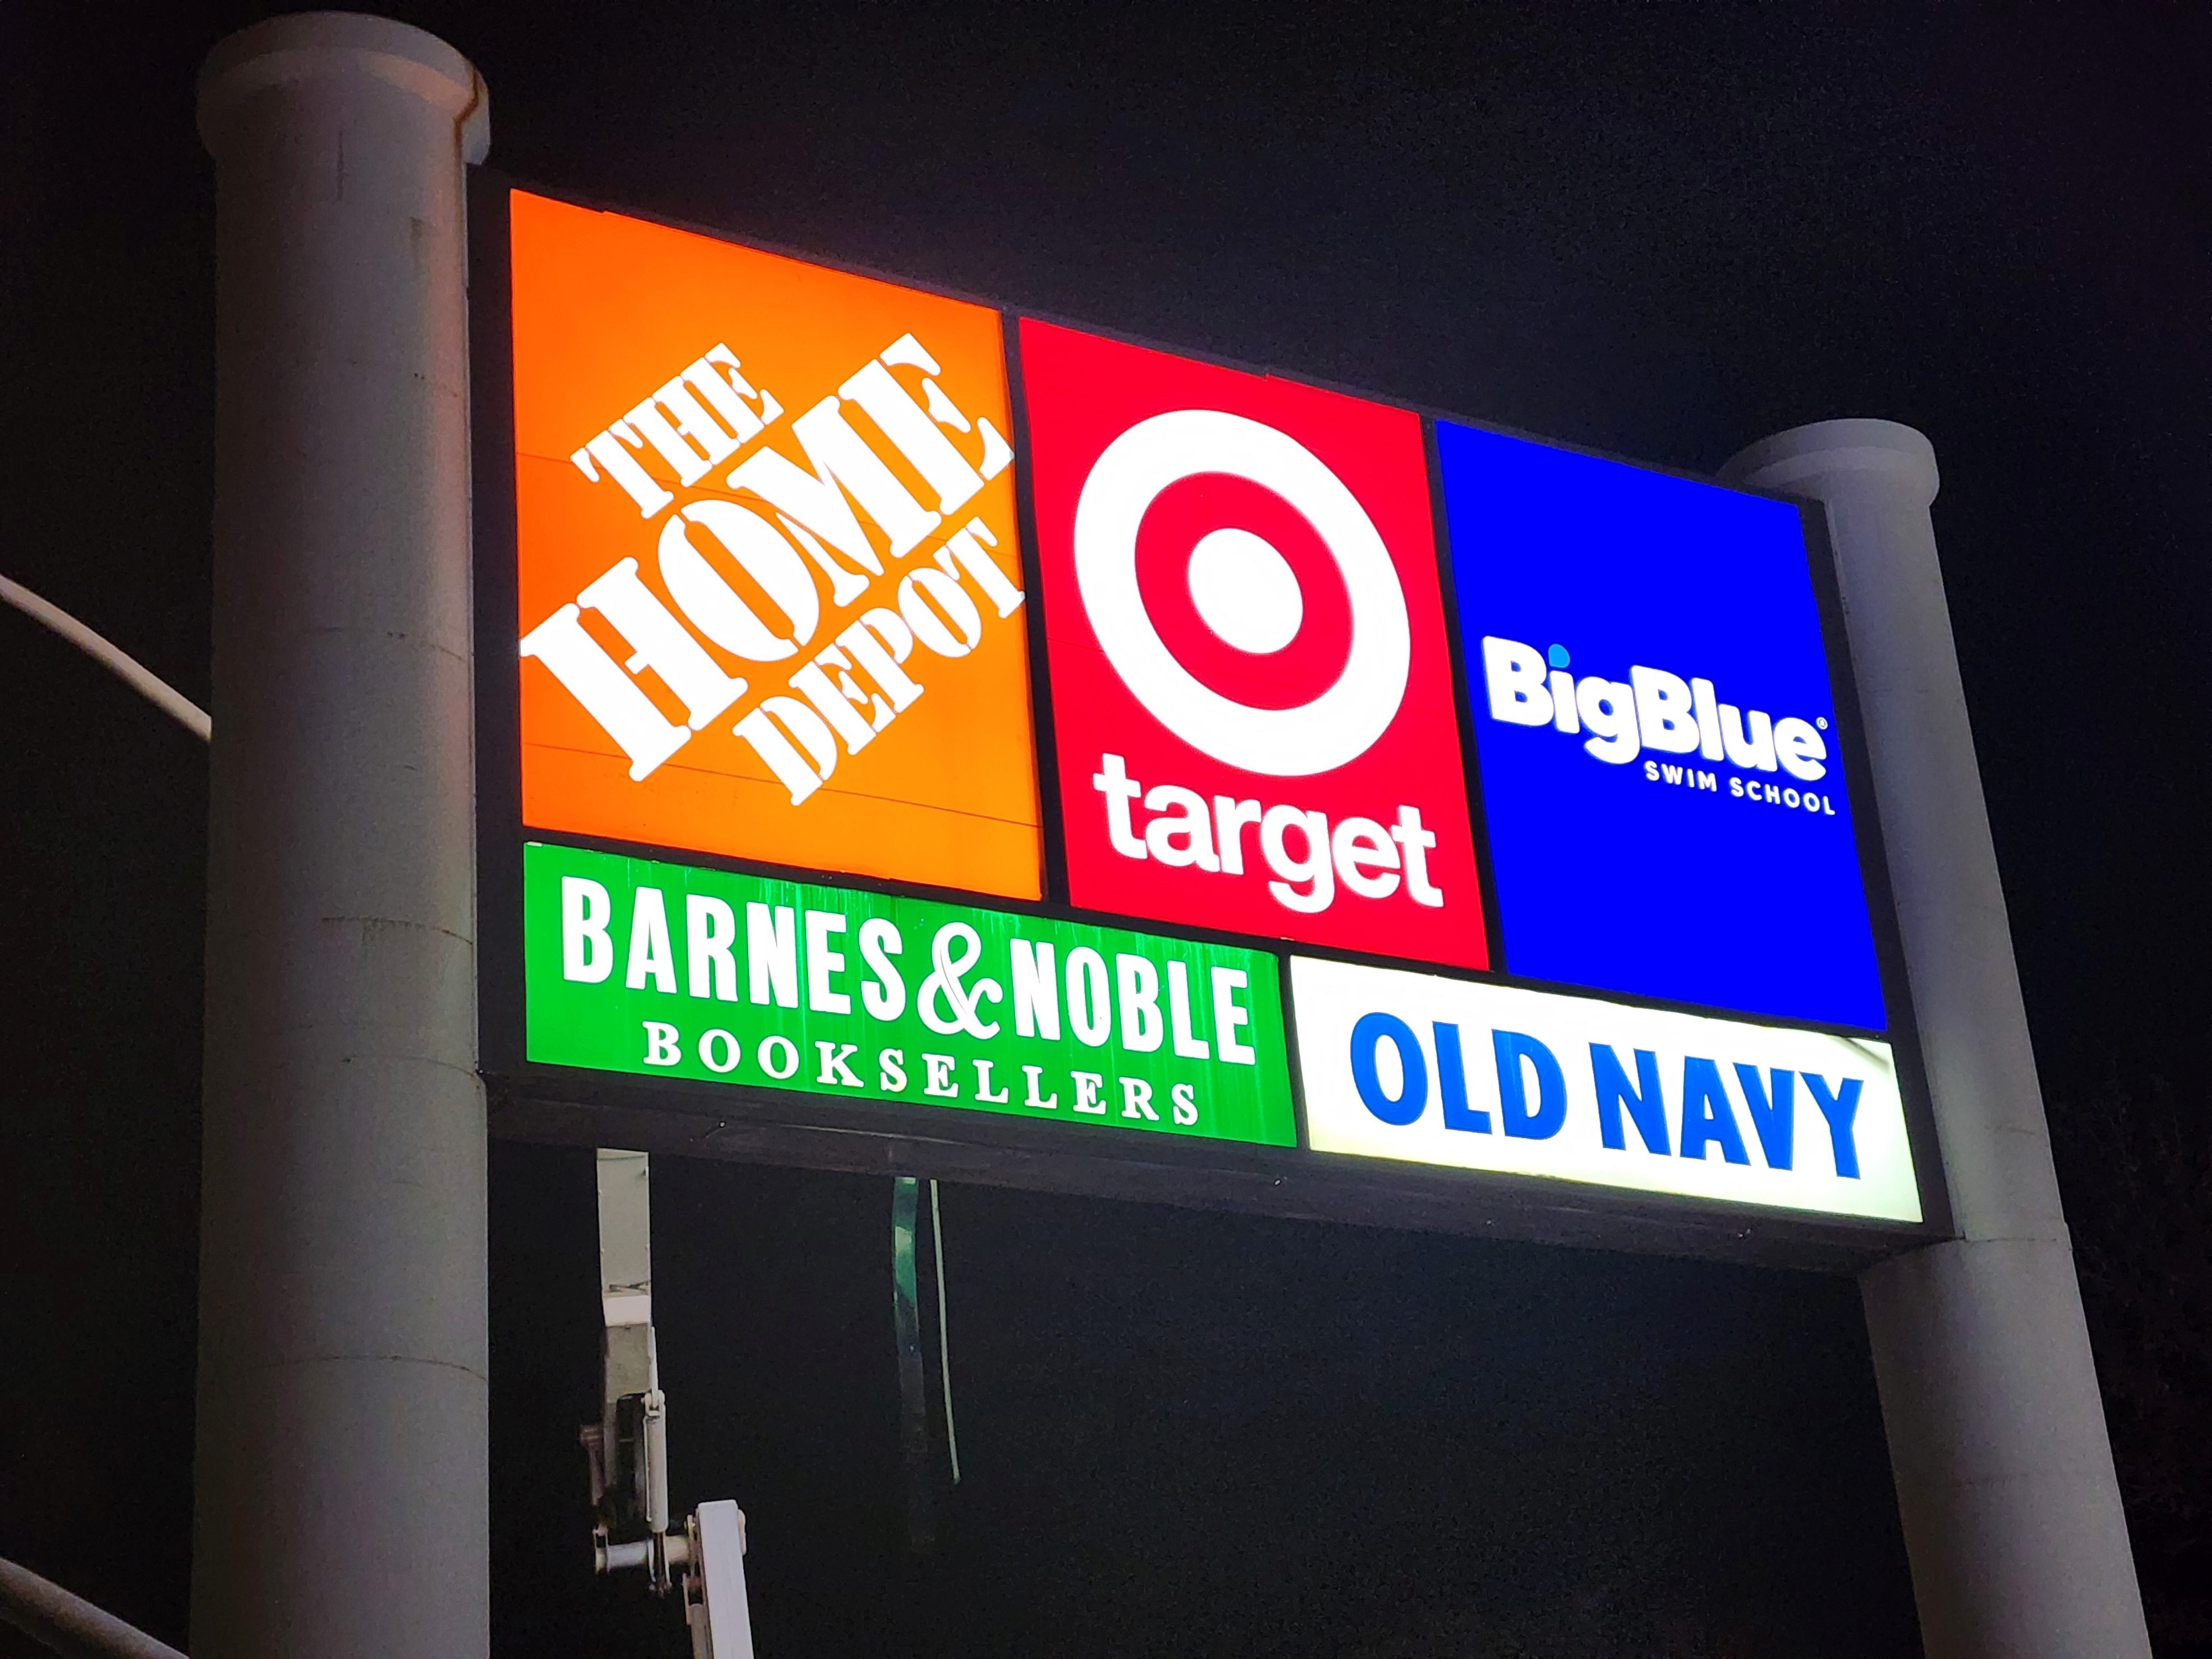 THE
HOME
DEPOT
target
BigBlue®
SWIM SCHOOL
BARNES & NOBLE
BOOKSELLERS
OLD NAVY